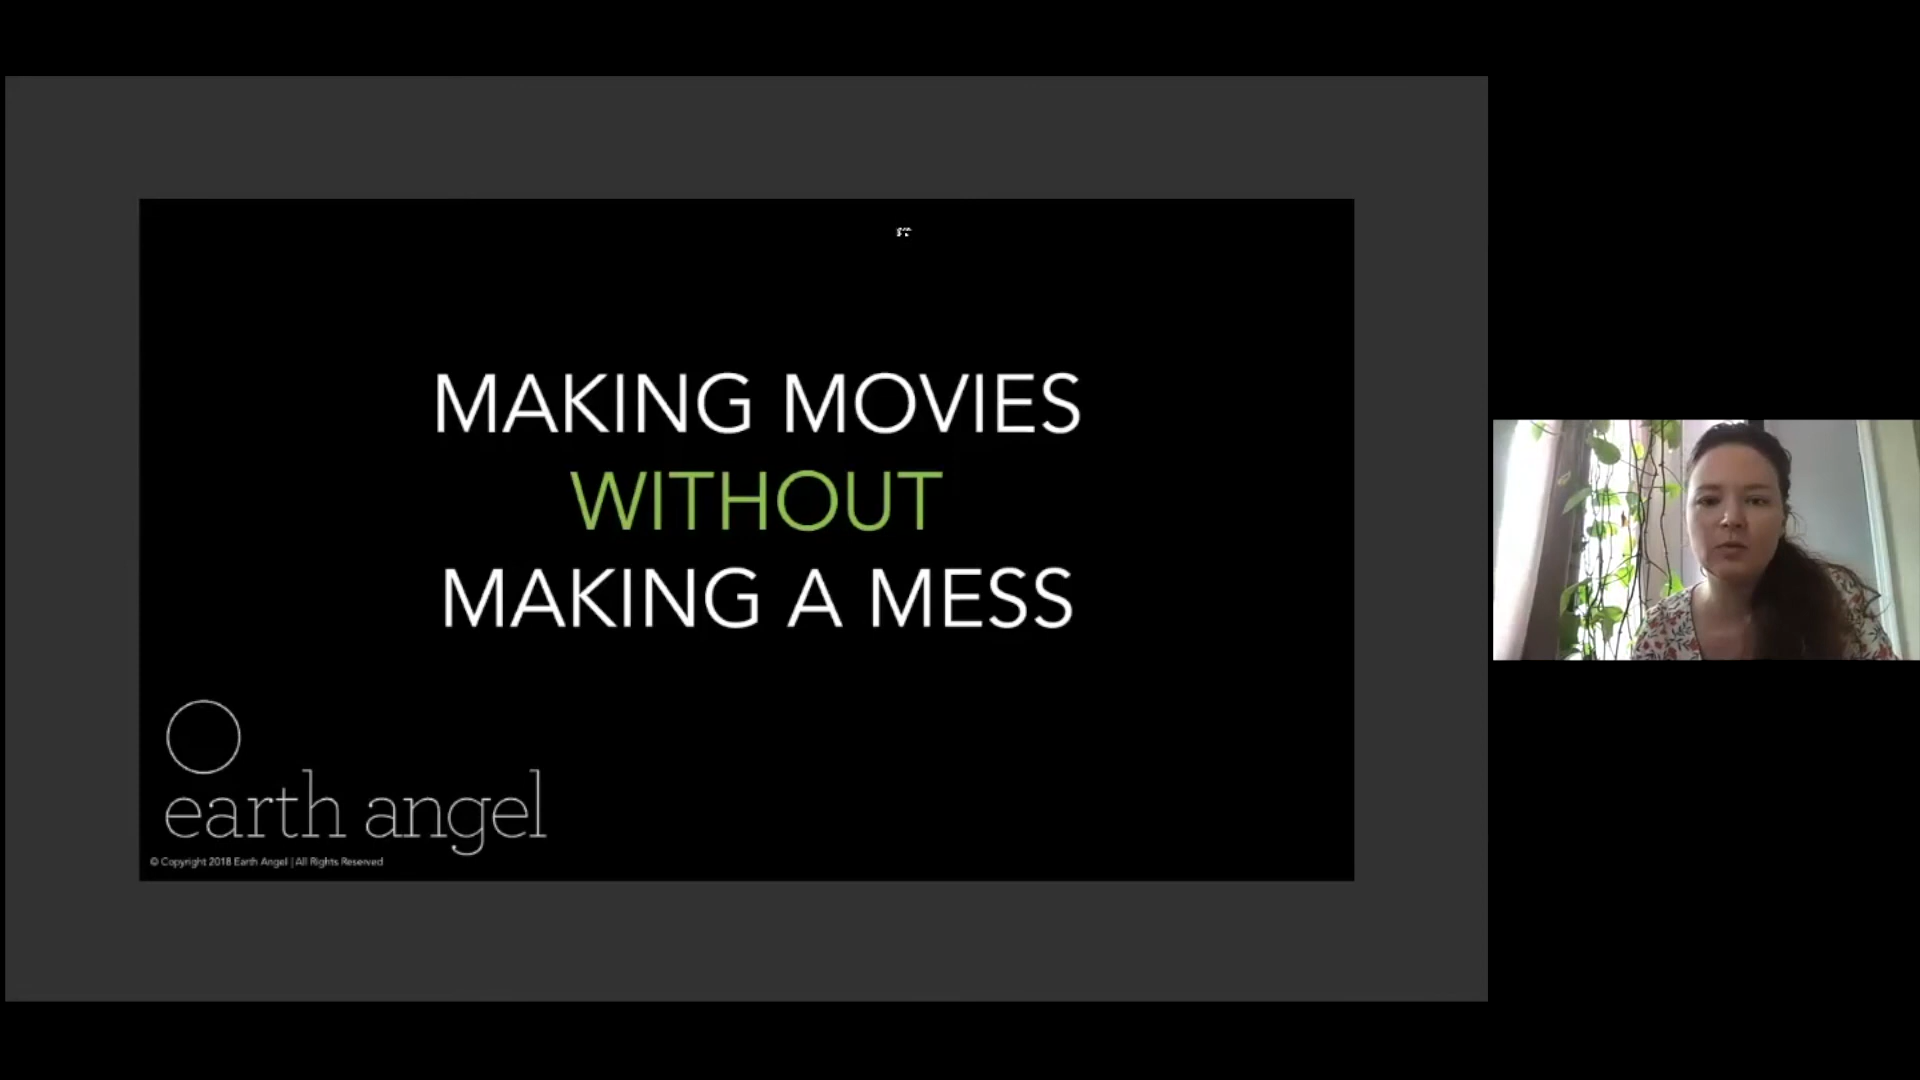 MAKING MOVIES
WITHOUT
MAKING A MESS
earth angel
© Copyright 2018 Earth Angel | All Rights Reserved